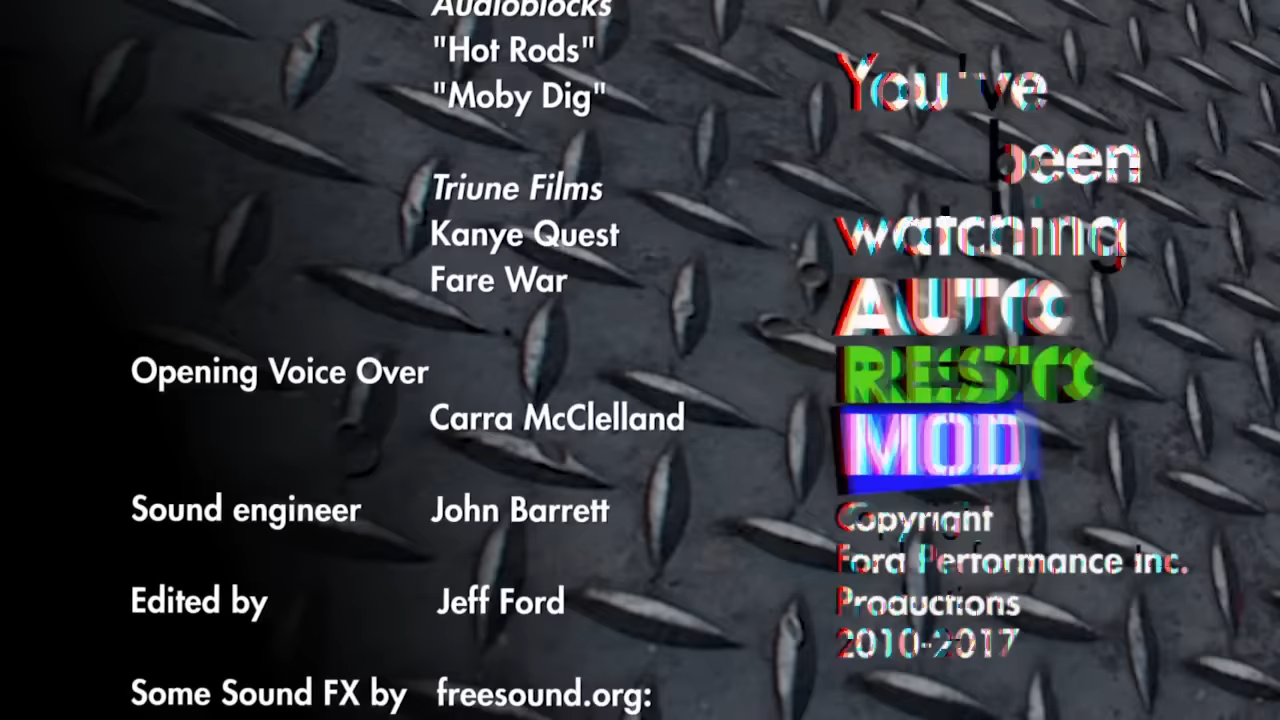 Audioblocks
"Hot Rods"
"Moby Dig"
Triune Films
Kanye Quest
Fare War
Opening Voice Over
Carra McClelland
Sound engineer John Barrett
Edited by Jeff Ford
Some Sound FX by freesound.org:
You've
been
watching
AUTO
RESTO
MOD
Copyright
Ford Performance Inc.
Productions
2010-2017